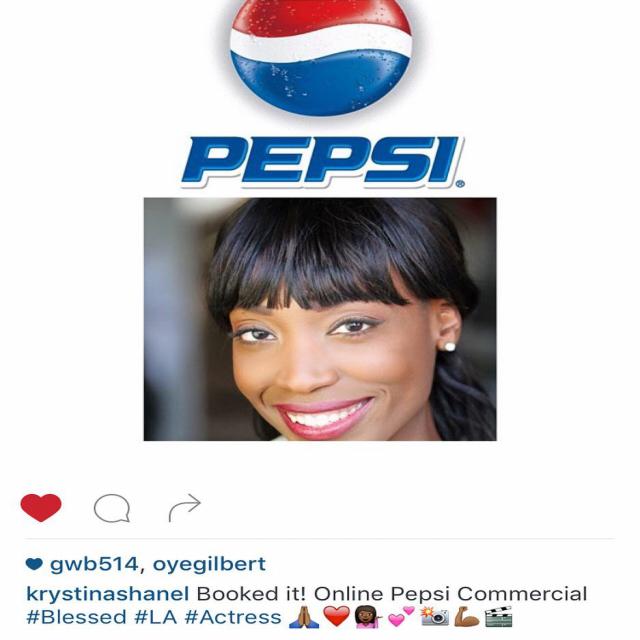 PEPSI®
gwb514, oyegilbert
krystinashanel Booked it! Online Pepsi Commercial
#Blessed #LA #Actress 🙏🏾❤️💁🏿💕📸💪🏾🎬